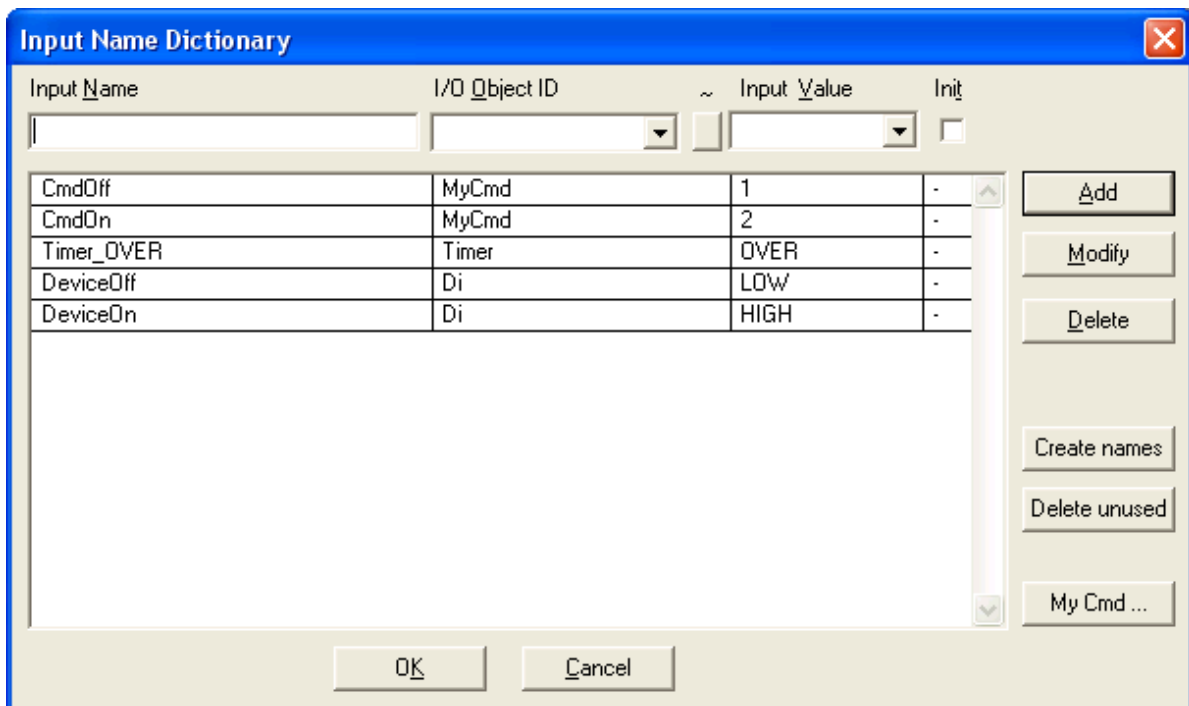 Input Name Dictionary
Input Name I/O Object ID ~ Input Value Init
CmdOff MyCmd 1 -
CmdOn MyCmd 2 -
Timer_OVER Timer OVER -
DeviceOff Di LOW -
DeviceOn Di HIGH -
Add
Modify
Delete
Create names
Delete unused
My Cmd ...
OK Cancel